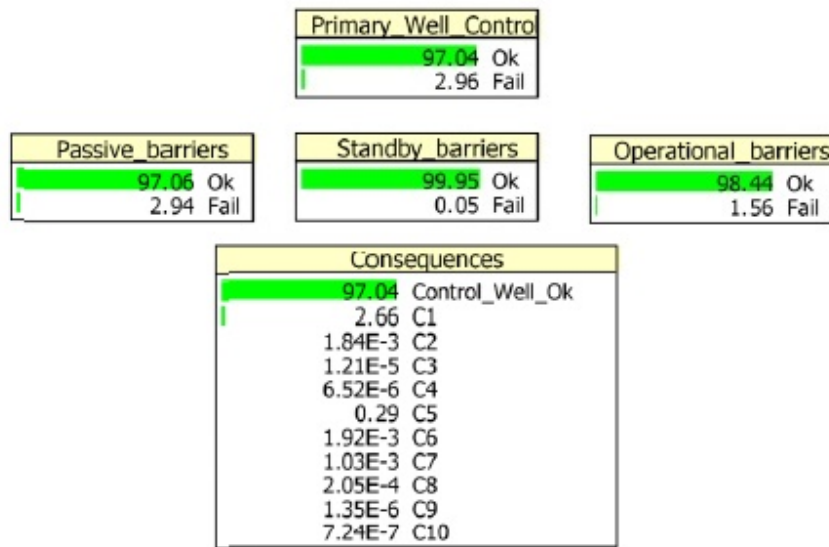 Primary_Well_Control
97.04 Ok
2.96 Fail
Passive_barriers
97.06 Ok
2.94 Fail
Standby_barriers
99.95 Ok
0.05 Fail
Operational_barriers
98.44 Ok
1.56 Fail
Consequences
97.04 Control_Well_Ok
2.66 C1
1.84E-3 C2
1.21E-5 C3
6.52E-6 C4
0.29 C5
1.92E-3 C6
1.03E-3 C7
2.05E-4 C8
1.35E-6 C9
7.24E-7 C10